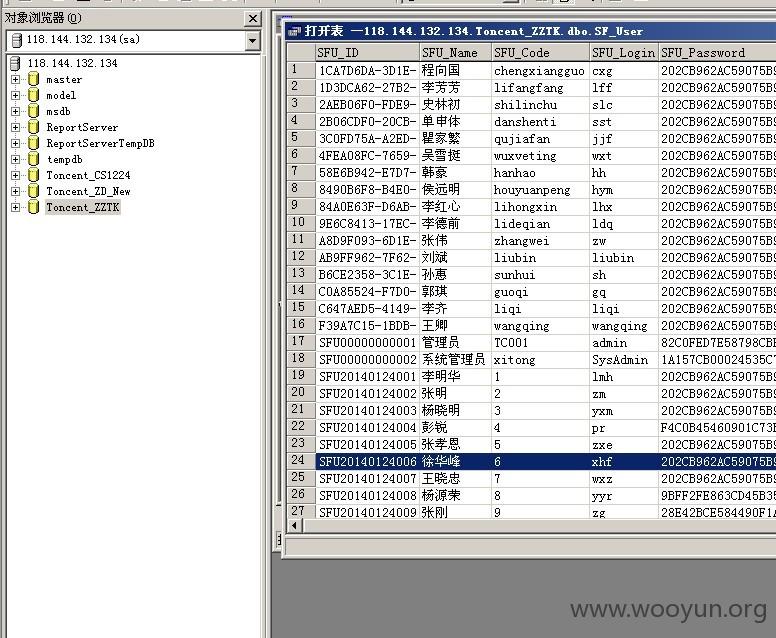 对象浏览器(O)
118.144.132.134(sa)
118.144.132.134
master
model
msdb
ReportServer
ReportServerTempDB
tempdb
Toncent_CS1224
Toncent_ZD_New
Toncent_ZZTK
打开表 —118.144.132.134.Toncent_ZZTK.dbo.SF_User
SFU_ID SFU_Name SFU_Code SFU_Login SFU_Password
1 1CA7D6DA-3D1E- 程向国 chengxiangguo cxg 202CB962AC59075B9
2 1D3DCA62-27B2- 李芳芳 lifangfang lff 202CB962AC59075B9
3 2AEB06F0-FDE9- 史林初 shilinchu slc 202CB962AC59075B9
4 2B06CDF0-20CB- 单申体 danshenti sst 202CB962AC59075B9
5 3C0FD75A-A2ED- 瞿家繁 qujiafan jjf 202CB962AC59075B9
6 4FEA08FC-7659- 吴雪挺 wuxveting wxt 202CB962AC59075B9
7 58E6B942-E7D7- 韩豪 hanhao hh 202CB962AC59075B9
8 8490B6F8-B4E0- 侯远明 houyuanpeng hym 202CB962AC59075B9
9 84A0E63F-D6AB- 李红心 lihongxin lhx 202CB962AC59075B9
10 9E6C8413-17EC- 李德前 lideqian ldq 202CB962AC59075B9
11 A8D9F093-6D1E- 张伟 zhangwei zw 202CB962AC59075B9
12 AB9FF962-7F62- 刘斌 liubin liubin 202CB962AC59075B9
13 B6CE2358-3C1E- 孙惠 sunhui sh 202CB962AC59075B9
14 C0A85524-F7D0- 郭琪 guoqi gq 202CB962AC59075B9
15 C647AED5-4149- 李齐 liqi liqi 202CB962AC59075B9
16 F39A7C15-1BDB- 王卿 wangqing wangqing 202CB962AC59075B9
17 SFU00000000001 管理员 TC001 admin 82C0FED7E58798CBE
18 SFU00000000002 系统管理员 xitong SysAdmin 1A157CB00024535C7
19 SFU20140124001 李明华 1 lmh 202CB962AC59075B9
20 SFU20140124002 张明 2 zm 202CB962AC59075B9
21 SFU20140124003 杨晓明 3 yxm 202CB962AC59075B9
22 SFU20140124004 彭锐 4 pr F4C0B45460901C73E
23 SFU20140124005 张孝恩 5 zxe 202CB962AC59075B9
24 SFU20140124006 徐华峰 6 xhf 202CB962AC59075B9
25 SFU20140124007 王晓忠 7 wxz 202CB962AC59075B9
26 SFU20140124008 杨源荣 8 yyr 9BFF2FE863CD45B35
27 SFU20140124009 张刚 9 zg 28E42BCE584490F1A
www.wooyun.org